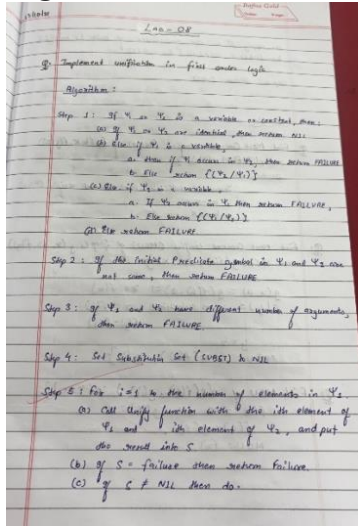 Lab - 08
Q. Implement unification in first order logic
Algorithm:
Step 1: If Ψ1 or Ψ2 is a variable or constant, then:
(a) If Ψ1 or Ψ2 are identical, then return NIL
(b) Else if Ψ1 is a variable,
a. then if Ψ1 occurs in Ψ2, then return FAILURE
b. Else return {(Ψ2/Ψ1)}
(c) Else if Ψ2 is a variable,
a. If Ψ2 occurs in Ψ1 then return FAILURE,
b. Else return {(Ψ1/Ψ2)}
(d) Else return FAILURE.
Step 2: If the initial Predicate symbol in Ψ1 and Ψ2 are
not same, then return FAILURE
Step 3: If Ψ1 and Ψ2 have different number of arguments,
then return FAILURE
Step 4: Set Substitution Set (SUBST) to NIL
Step 5: For i=1 to the number of elements in Ψ1.
(a) Call Unify function with the ith element of
Ψ1 and ith element of Ψ2, and put
the result into S
(b) If S = failure then return Failure.
(c) If S ≠ NIL then do.